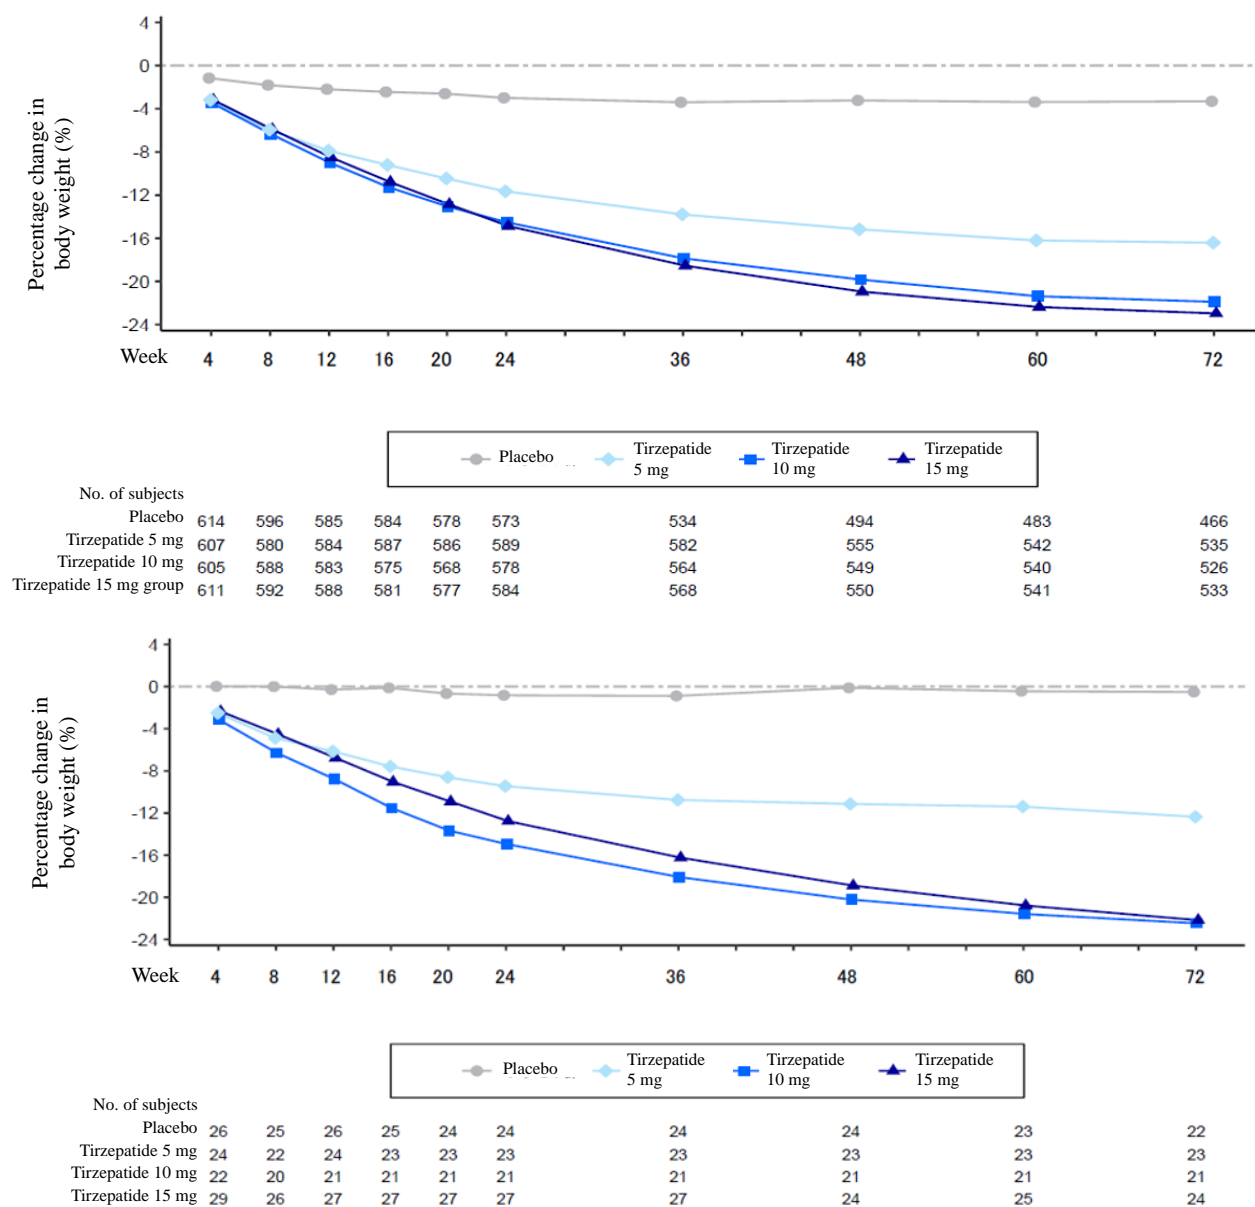 4
0
-4
-8
-12
-16
-20
-24
Percentage change in
body weight (%)
Week 4 8 12 16 20 24 36 48 60 72
Placebo
Tirzepatide
5 mg
Tirzepatide
10 mg
Tirzepatide
15 mg
No. of subjects
Placebo 614 596 585 584 578 573 534 494 483 466
Tirzepatide 5 mg 607 580 584 587 586 589 582 555 542 535
Tirzepatide 10 mg 605 588 583 575 568 578 564 549 540 526
Tirzepatide 15 mg group 611 592 588 581 577 584 568 550 541 533
4
0
-4
-8
-12
-16
-20
-24
Percentage change in
body weight (%)
Week 4 8 12 16 20 24 36 48 60 72
Placebo
Tirzepatide
5 mg
Tirzepatide
10 mg
Tirzepatide
15 mg
No. of subjects
Placebo 26 25 26 25 24 24 24 24 23 22
Tirzepatide 5 mg 24 22 24 23 23 23 23 23 23 23
Tirzepatide 10 mg 22 20 21 21 21 21 21 21 21 21
Tirzepatide 15 mg 29 26 27 27 27 27 27 24 25 24